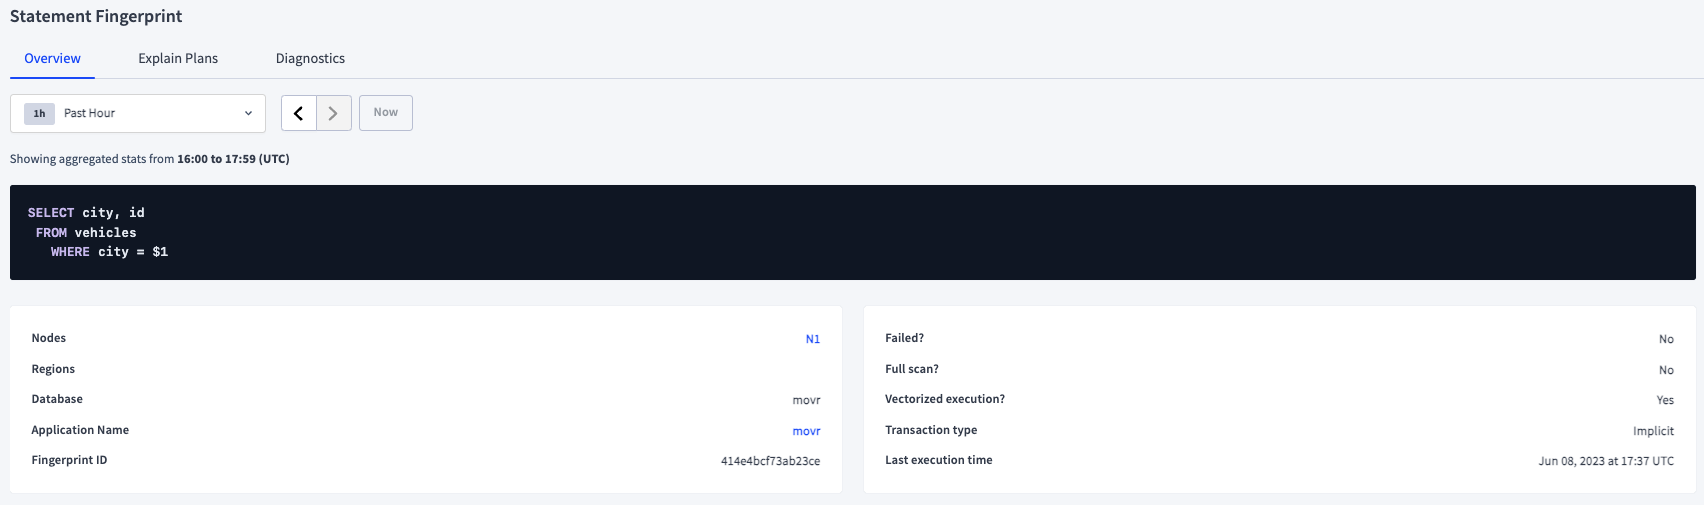 Statement Fingerprint
Overview Explain Plans Diagnostics
1h Past Hour Now
Showing aggregated stats from 16:00 to 17:59 (UTC)
SELECT city, id
FROM vehicles
WHERE city = $1
Nodes N1
Regions
Database movr
Application Name movr
Fingerprint ID 414e4bcf73ab23ce
Failed? No
Full scan? No
Vectorized execution? Yes
Transaction type Implicit
Last execution time Jun 08, 2023 at 17:37 UTC